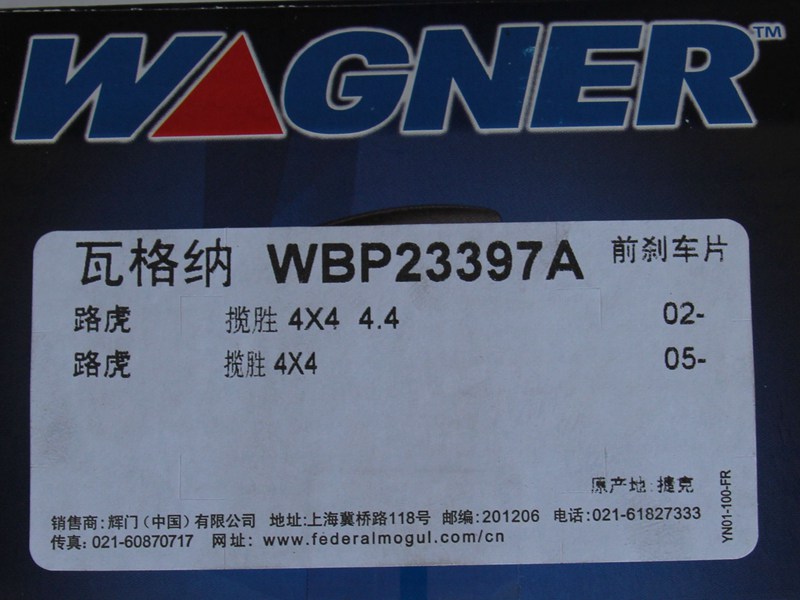 WAGNER™
瓦格纳 WBP23397A 前刹车片
路虎 揽胜 4X4 4.4 02-
路虎 揽胜 4X4 05-
原产地:捷克
销售商:辉门(中国)有限公司 地址:上海冀桥路118号 邮编:201206 电话:021-61827333
传真:021-60870717 网址:www.federalmogul.com/cn
YN01-100-FR